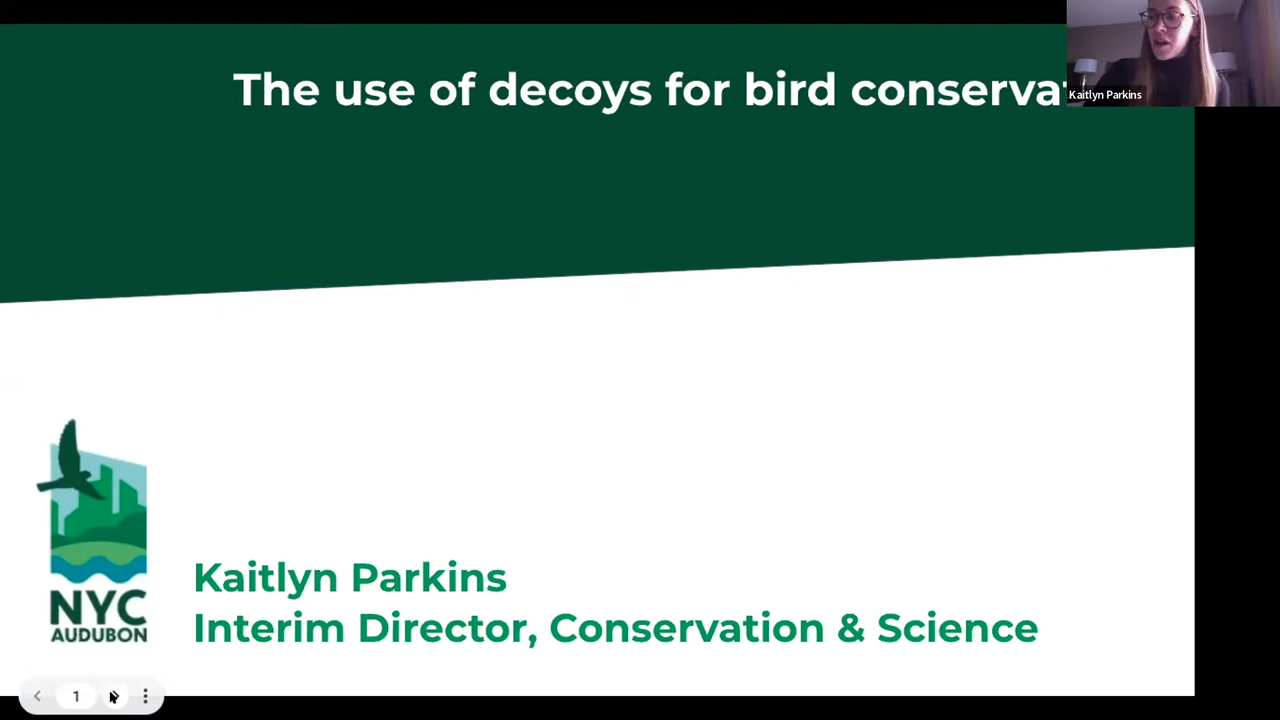 The use of decoys for bird conserva
Kaitlyn Parkins
NYC
AUDUBON
Kaitlyn Parkins
Interim Director, Conservation & Science
1